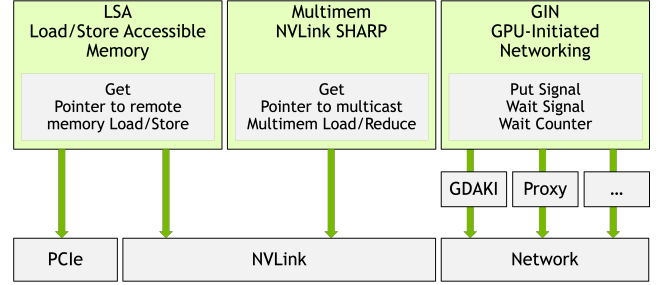 LSA
Load/Store Accessible
Memory
Get
Pointer to remote
memory Load/Store
Multimem
NVLink SHARP
Get
Pointer to multicast
Multimem Load/Reduce
GIN
GPU-Initiated
Networking
Put Signal
Wait Signal
Wait Counter
GDAKI
Proxy
...
PCIe
NVLink
Network